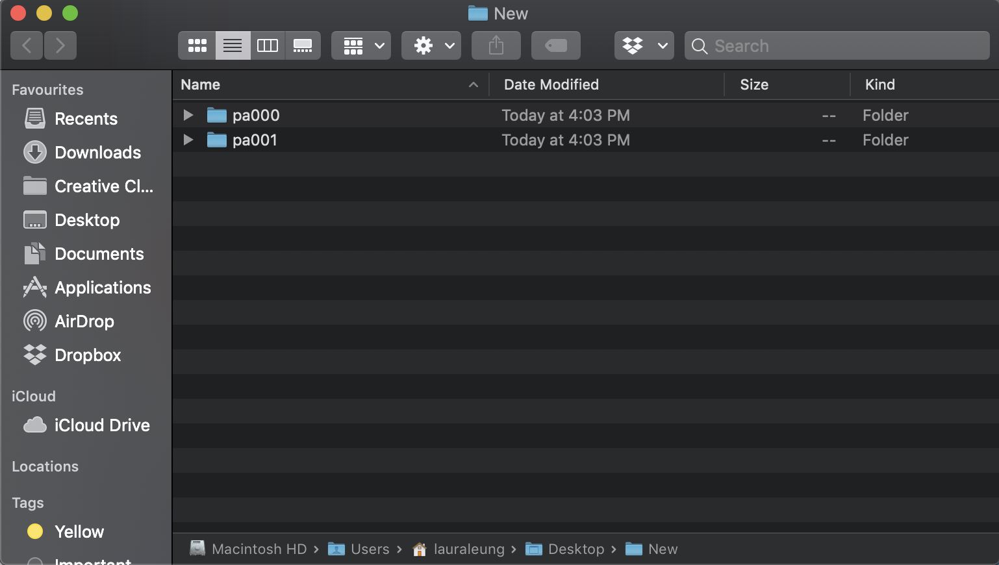 New
Search
Favourites
Recents
Downloads
Creative Cl...
Desktop
Documents
Applications
AirDrop
Dropbox
iCloud
iCloud Drive
Locations
Tags
Yellow
Important
Name Date Modified Size Kind
pa000 Today at 4:03 PM -- Folder
pa001 Today at 4:03 PM -- Folder
Macintosh HD › Users › lauraleung › Desktop › New